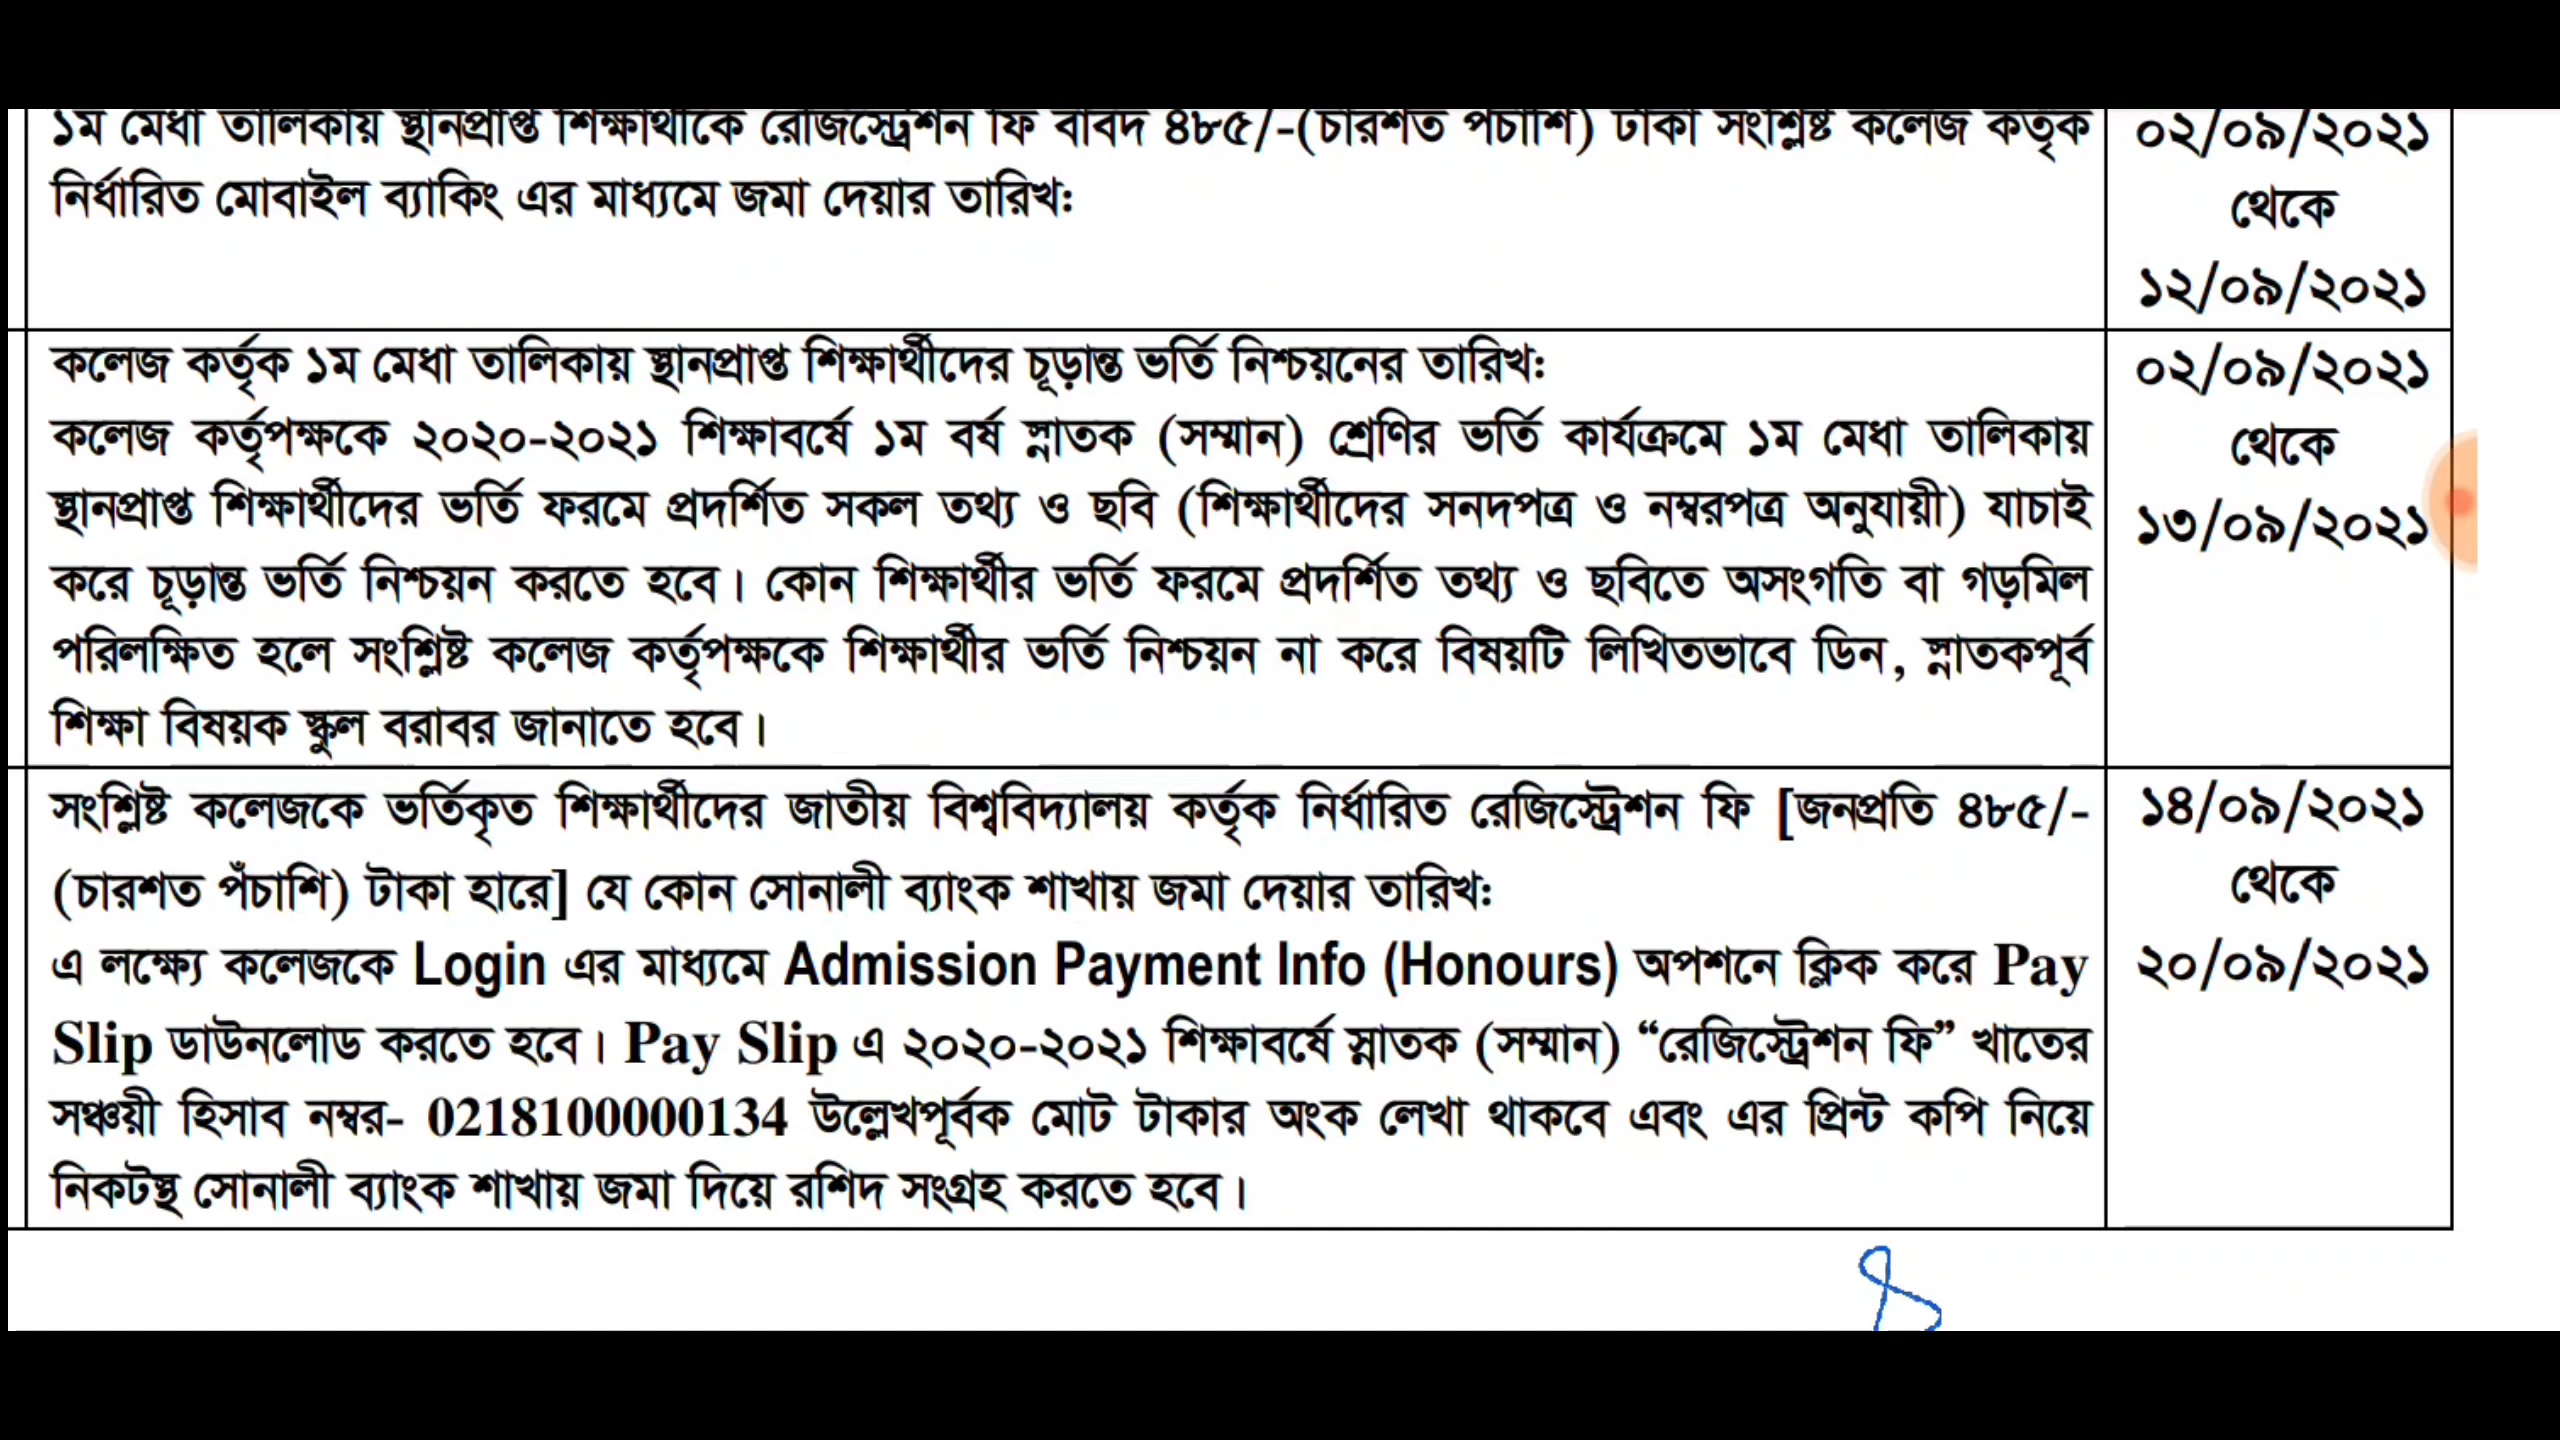 ১ম মেধা তালিকায় স্থানপ্রাপ্ত শিক্ষার্থীকে রেজিস্ট্রেশন ফি বাবদ ৪৮৫/-(চারশত পচাশি) টাকা সংশ্লিষ্ট কলেজ কর্তৃক
নির্ধারিত মোবাইল ব্যাকিং এর মাধ্যমে জমা দেয়ার তারিখঃ
০২/০৯/২০২১
থেকে
১২/০৯/২০২১
কলেজ কর্তৃক ১ম মেধা তালিকায় স্থানপ্রাপ্ত শিক্ষার্থীদের চূড়ান্ত ভর্তি নিশ্চয়নের তারিখঃ
কলেজ কর্তৃপক্ষকে ২০২০-২০২১ শিক্ষাবর্ষে ১ম বর্ষ স্নাতক (সম্মান) শ্রেণির ভর্তি কার্যক্রমে ১ম মেধা তালিকায়
স্থানপ্রাপ্ত শিক্ষার্থীদের ভর্তি ফরমে প্রদর্শিত সকল তথ্য ও ছবি (শিক্ষার্থীদের সনদপত্র ও নম্বরপত্র অনুযায়ী) যাচাই
করে চূড়ান্ত ভর্তি নিশ্চয়ন করতে হবে। কোন শিক্ষার্থীর ভর্তি ফরমে প্রদর্শিত তথ্য ও ছবিতে অসংগতি বা গড়মিল
পরিলক্ষিত হলে সংশ্লিষ্ট কলেজ কর্তৃপক্ষকে শিক্ষার্থীর ভর্তি নিশ্চয়ন না করে বিষয়টি লিখিতভাবে ডিন, স্নাতকপূর্ব
শিক্ষা বিষয়ক স্কুল বরাবর জানাতে হবে।
০২/০৯/২০২১
থেকে
১৩/০৯/২০২১
সংশ্লিষ্ট কলেজকে ভর্তিকৃত শিক্ষার্থীদের জাতীয় বিশ্ববিদ্যালয় কর্তৃক নির্ধারিত রেজিস্ট্রেশন ফি [জনপ্রতি ৪৮৫/-
(চারশত পঁচাশি) টাকা হারে] যে কোন সোনালী ব্যাংক শাখায় জমা দেয়ার তারিখঃ
এ লক্ষ্যে কলেজকে Login এর মাধ্যমে Admission Payment Info (Honours) অপশনে ক্লিক করে Pay
Slip ডাউনলোড করতে হবে। Pay Slip এ ২০২০-২০২১ শিক্ষাবর্ষে স্নাতক (সম্মান) “রেজিস্ট্রেশন ফি” খাতের
সঞ্চয়ী হিসাব নম্বর- 0218100000134 উল্লেখপূর্বক মোট টাকার অংক লেখা থাকবে এবং এর প্রিন্ট কপি নিয়ে
নিকটস্থ সোনালী ব্যাংক শাখায় জমা দিয়ে রশিদ সংগ্রহ করতে হবে।
১৪/০৯/২০২১
থেকে
২০/০৯/২০২১